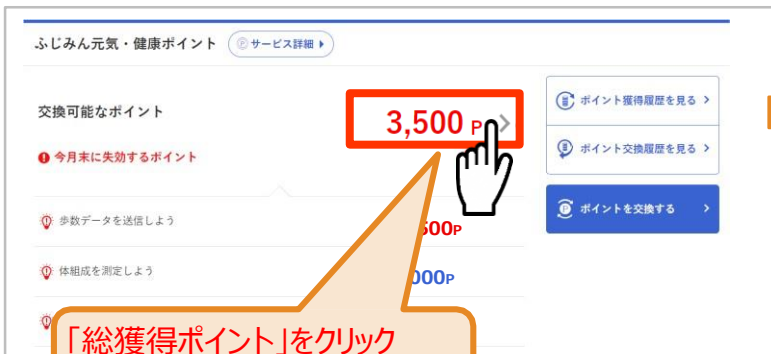 ふじみん元気・健康ポイント
サービス詳細
交換可能なポイント
3,500 P
今月末に失効するポイント
歩数データを送信しよう
500P
体組成を測定しよう
000P
「総獲得ポイント」をクリック
ポイント獲得履歴を見る
ポイント交換履歴を見る
ポイントを交換する